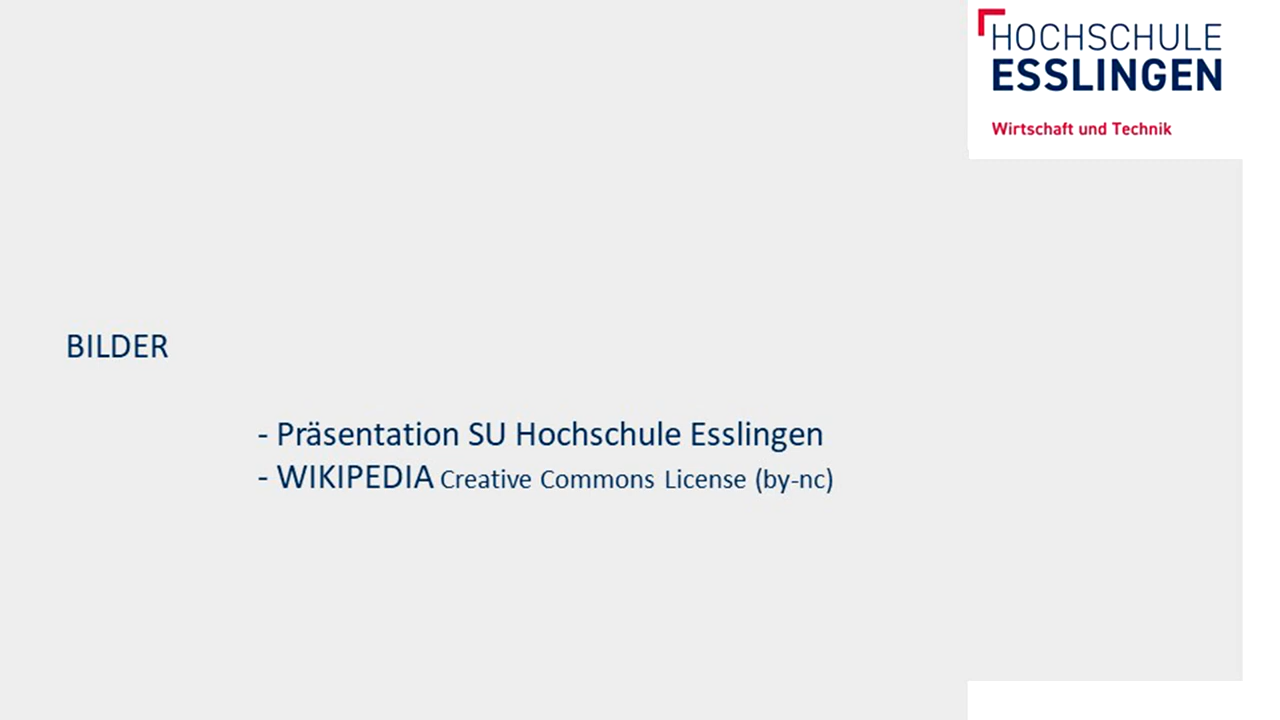 HOCHSCHULE
ESSLINGEN
Wirtschaft und Technik
BILDER
- Präsentation SU Hochschule Esslingen
- WIKIPEDIA Creative Commons License (by-nc)